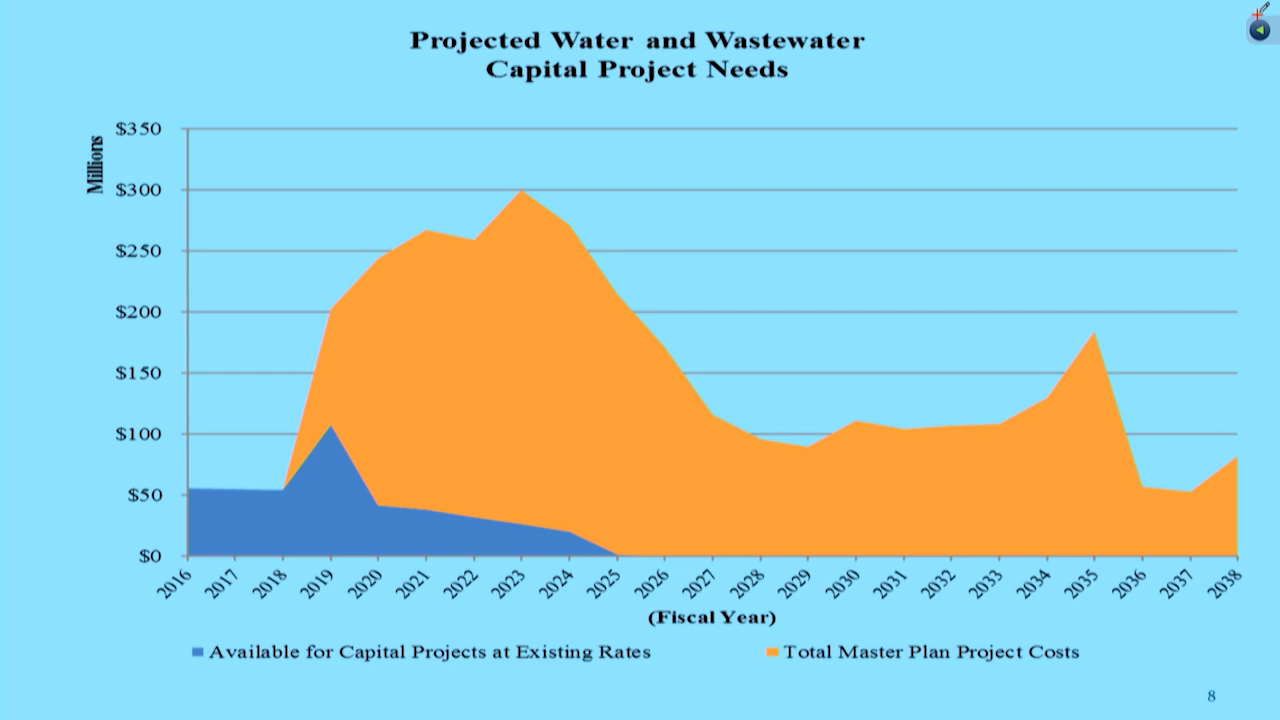 Projected Water and Wastewater
Capital Project Needs
Millions
$350
$300
$250
$200
$150
$100
$50
$0
2016 2017 2018 2019 2020 2021 2022 2023 2024 2025 2026 2027 2028 2029 2030 2031 2032 2033 2034 2035 2036 2037 2038
(Fiscal Year)
Available for Capital Projects at Existing Rates Total Master Plan Project Costs
8